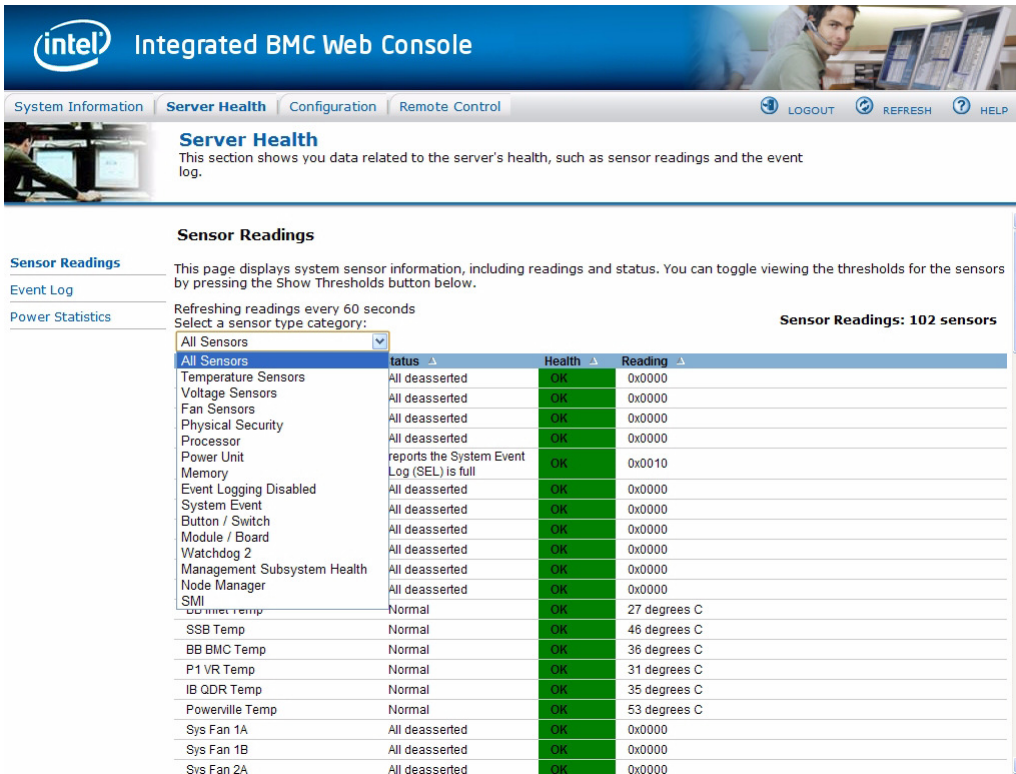 intel Integrated BMC Web Console
System Information Server Health Configuration Remote Control LOGOUT REFRESH HELP
Server Health
This section shows you data related to the server's health, such as sensor readings and the event
log.
Sensor Readings
Event Log
Power Statistics
Sensor Readings
This page displays system sensor information, including readings and status. You can toggle viewing the thresholds for the sensors
by pressing the Show Thresholds button below.
Refreshing readings every 60 seconds
Select a sensor type category:
Sensor Readings: 102 sensors
All Sensors
All Sensors
Temperature Sensors
Voltage Sensors
Fan Sensors
Physical Security
Processor
Power Unit
Memory
Event Logging Disabled
System Event
Button / Switch
Module / Board
Watchdog 2
Management Subsystem Health
Node Manager
SMI
tatus Health Reading
All deasserted OK 0x0000
All deasserted OK 0x0000
All deasserted OK 0x0000
All deasserted OK 0x0000
reports the System Event
Log (SEL) is full OK 0x0010
All deasserted OK 0x0000
All deasserted OK 0x0000
All deasserted OK 0x0000
All deasserted OK 0x0000
All deasserted OK 0x0000
All deasserted OK 0x0000
BB Inlet Temp Normal OK 27 degrees C
SSB Temp Normal OK 46 degrees C
BB BMC Temp Normal OK 36 degrees C
P1 VR Temp Normal OK 31 degrees C
IB QDR Temp Normal OK 35 degrees C
Powerville Temp Normal OK 53 degrees C
Sys Fan 1A All deasserted OK 0x0000
Sys Fan 1B All deasserted OK 0x0000
Sys Fan 2A All deasserted OK 0x0000